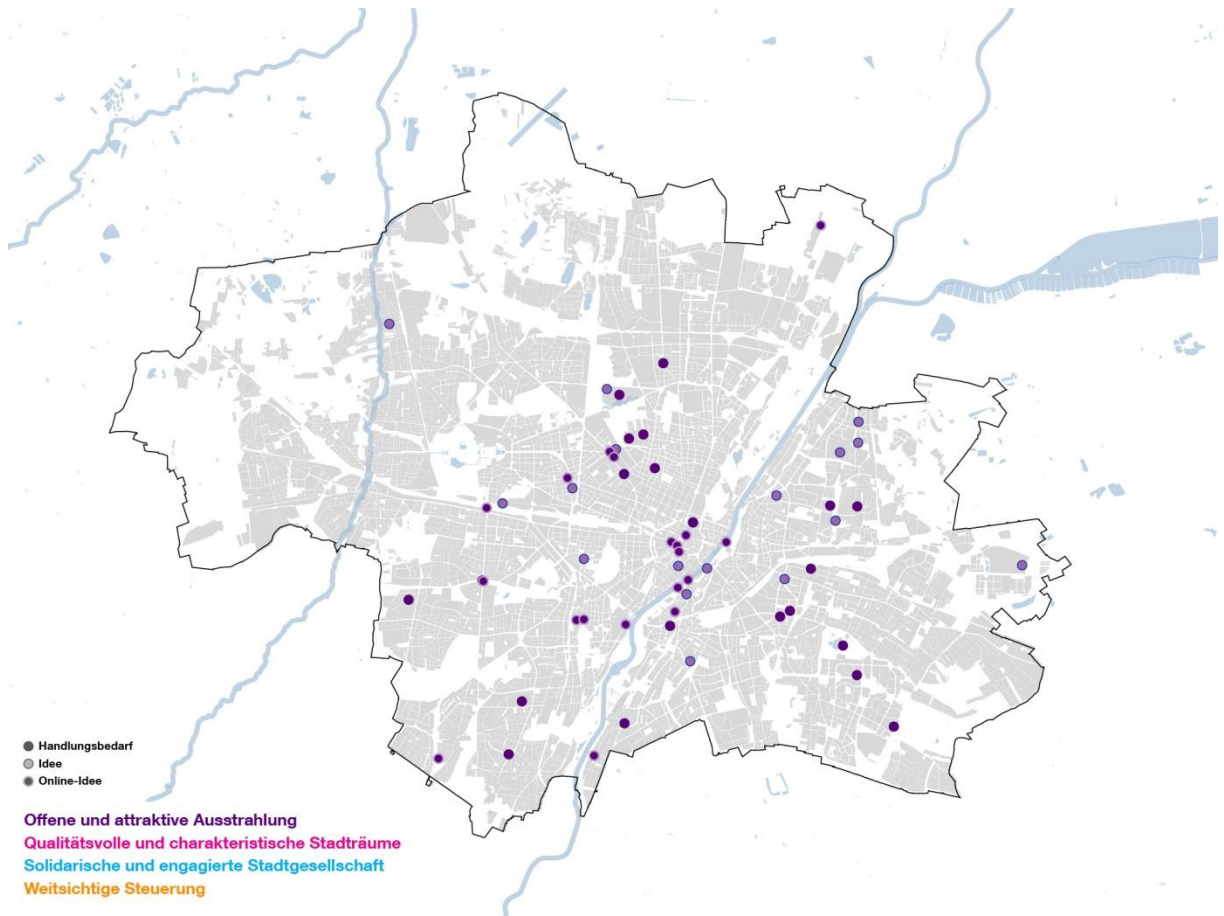 Handlungsbedarf
Idee
Online-Idee
Offene und attraktive Ausstrahlung
Qualitätsvolle und charakteristische Stadträume
Solidarische und engagierte Stadtgesellschaft
Weitsichtige Steuerung